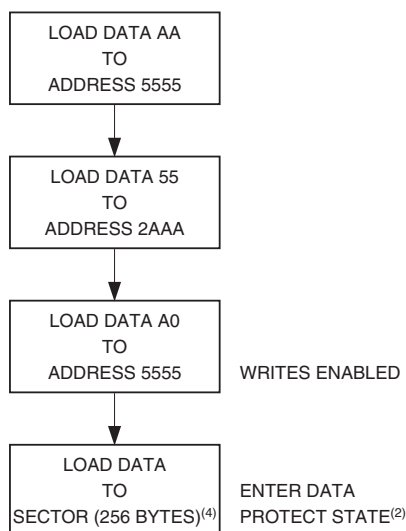 LOAD DATA AA
TO
ADDRESS 5555
LOAD DATA 55
TO
ADDRESS 2AAA
LOAD DATA A0
TO
ADDRESS 5555
WRITES ENABLED
LOAD DATA
TO
SECTOR (256 BYTES)(4)
ENTER DATA
PROTECT STATE(2)